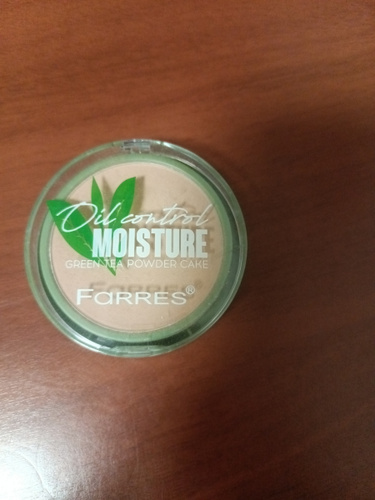 Oil control
MOISTURE
GREEN TEA POWDER CAKE
FARRES®